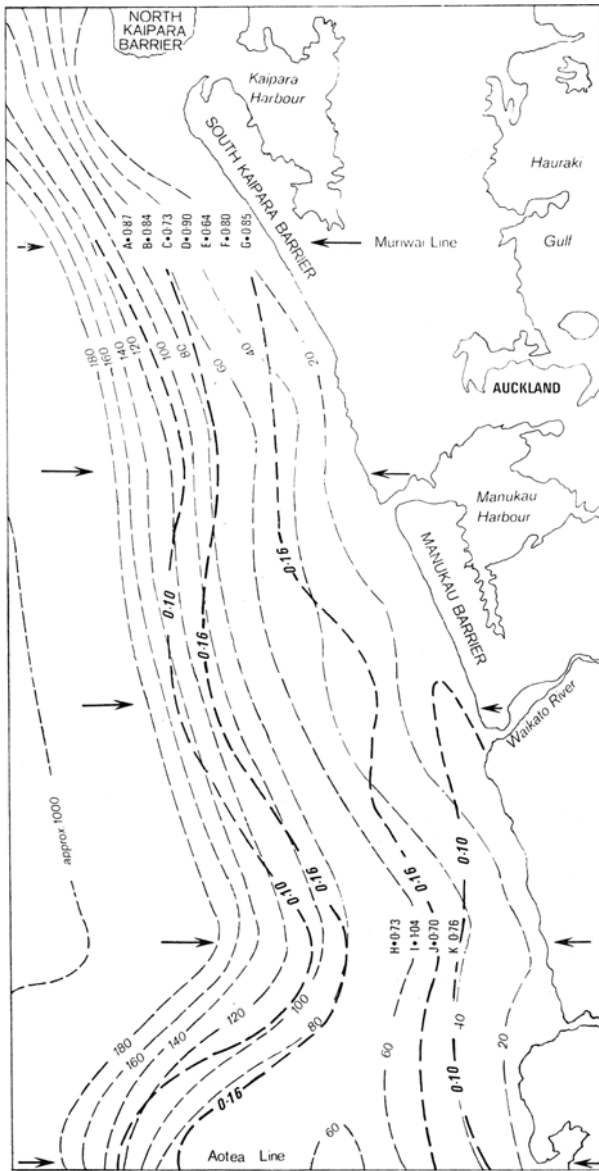 NORTH
KAIPARA
BARRIER
Kaipara
Harbour
SOUTH KAIPARA BARRIER
Hauraki
Gulf
Muriwai Line
A•0·87
B•0·84
C•0·73
D•0·90
E•0·64
F•0·80
G•0·85
180
160
140
120
100
80
60
40
20
AUCKLAND
Manukau
Harbour
MANUKAU BARRIER
0·16
0·10
0·16
Waikato River
approx 1000
0·10
0·16
0·16
0·10
H•0·73
I•1·04
J•0·70
K 0·76
180
160
140
120
100
80
60
40
20
0·16
0·10
60
Aotea Line